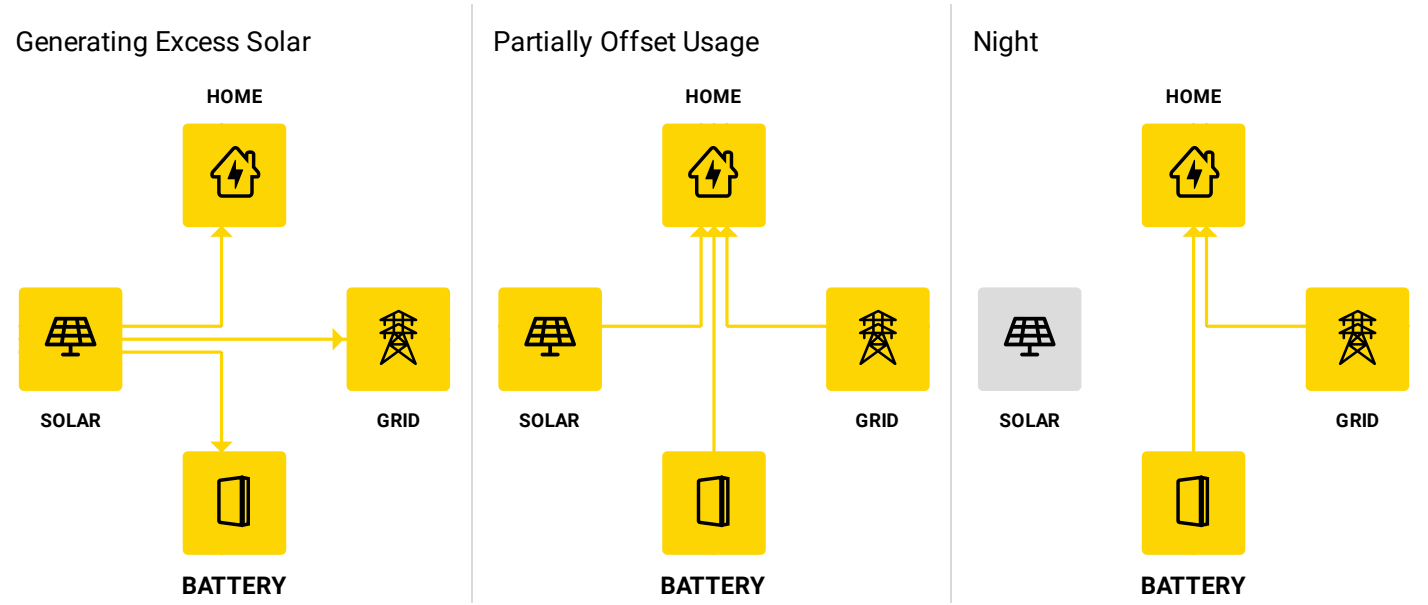 Generating Excess Solar
HOME
SOLAR
GRID
BATTERY
Partially Offset Usage
HOME
SOLAR
GRID
BATTERY
Night
HOME
SOLAR
GRID
BATTERY